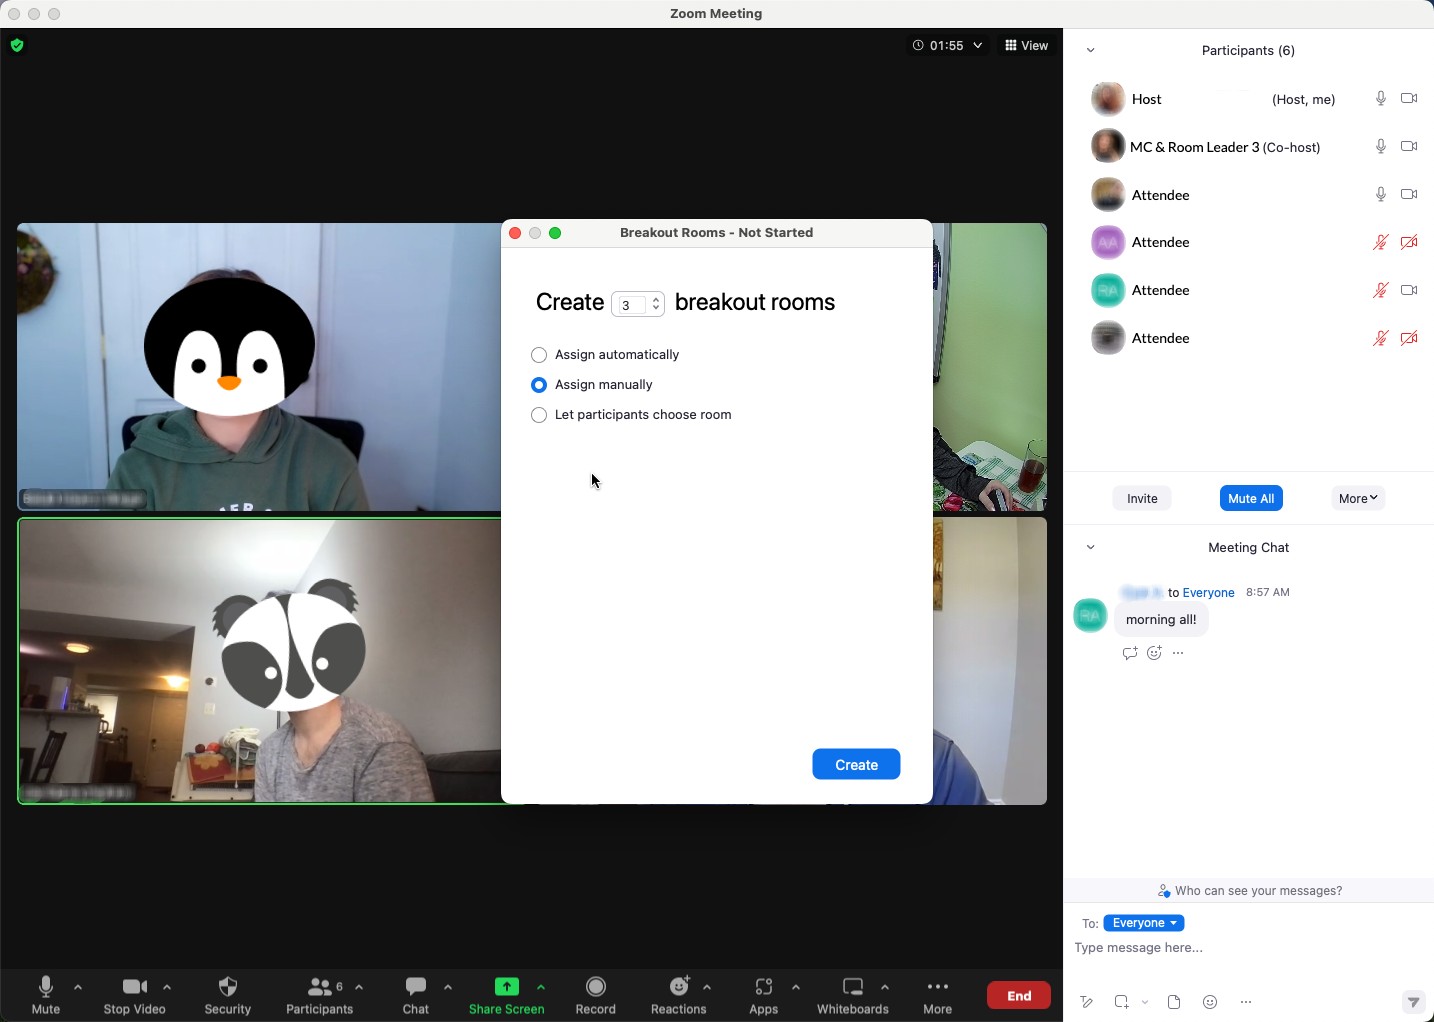 Zoom Meeting
01:55
View
Breakout Rooms - Not Started
Create 3 breakout rooms
Assign automatically
Assign manually
Let participants choose room
Create
Participants (6)
Host (Host, me)
MC & Room Leader 3 (Co-host)
Attendee
AA Attendee
RA Attendee
Attendee
Invite
Mute All
More
Meeting Chat
to Everyone 8:57 AM
RA
morning all!
Who can see your messages?
To: Everyone
Type message here...
Mute
Stop Video
Security
6
Participants
Chat
Share Screen
Record
Reactions
Apps
Whiteboards
More
End